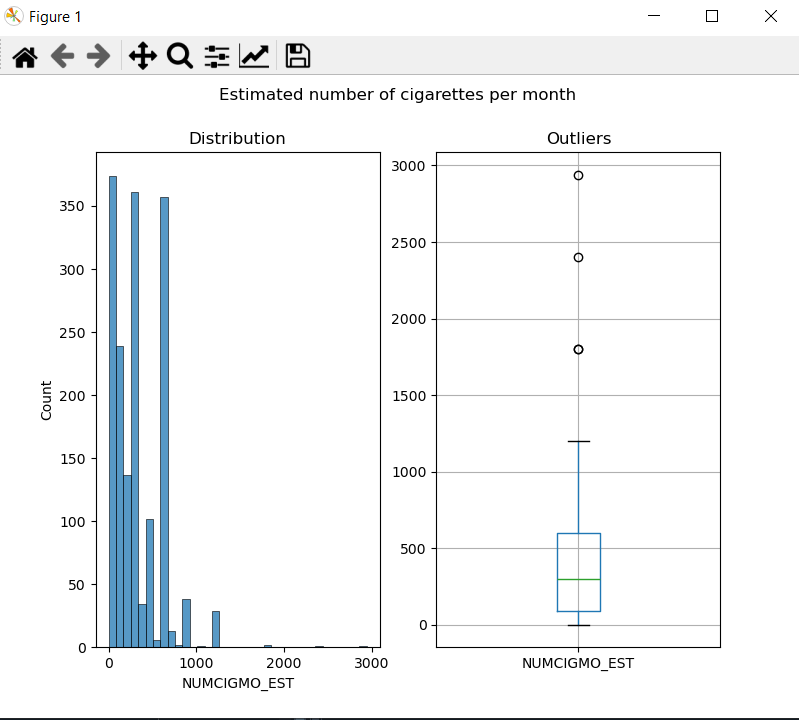 Figure 1
Estimated number of cigarettes per month
Distribution
Outliers
350
300
250
200
150
100
50
0
Count
0 1000 2000 3000
NUMCIGMO_EST
3000
2500
2000
1500
1000
500
0
NUMCIGMO_EST